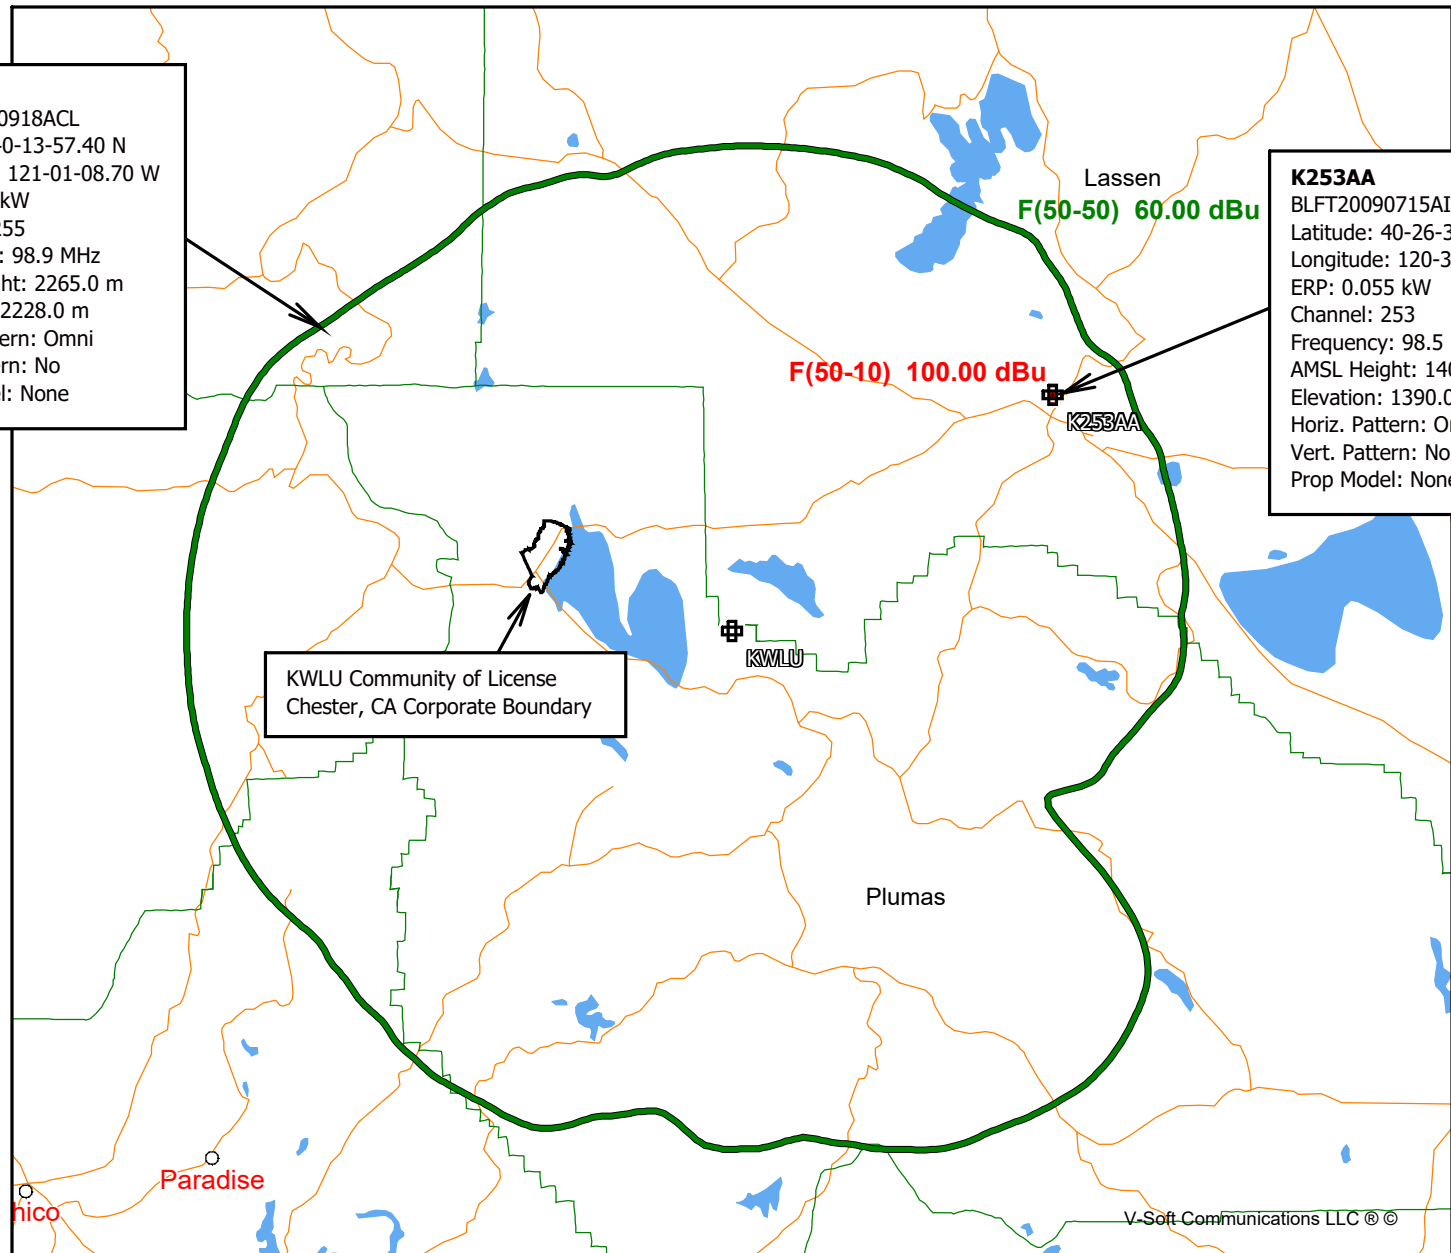 0918ACL
0-13-57.40 N
121-01-08.70 W
kW
255
: 98.9 MHz
ht: 2265.0 m
2228.0 m
ern: Omni
rn: No
el: None
Lassen
F(50-50) 60.00 dBu
K253AA
BLFT20090715AI
Latitude: 40-26-3
Longitude: 120-3
ERP: 0.055 kW
Channel: 253
Frequency: 98.5
AMSL Height: 140
Elevation: 1390.0
Horiz. Pattern: O
Vert. Pattern: No
Prop Model: None
F(50-10) 100.00 dBu
K253AA
KWLU
KWLU Community of License
Chester, CA Corporate Boundary
Plumas
Paradise
hico
V-Soft Communications LLC ® ©